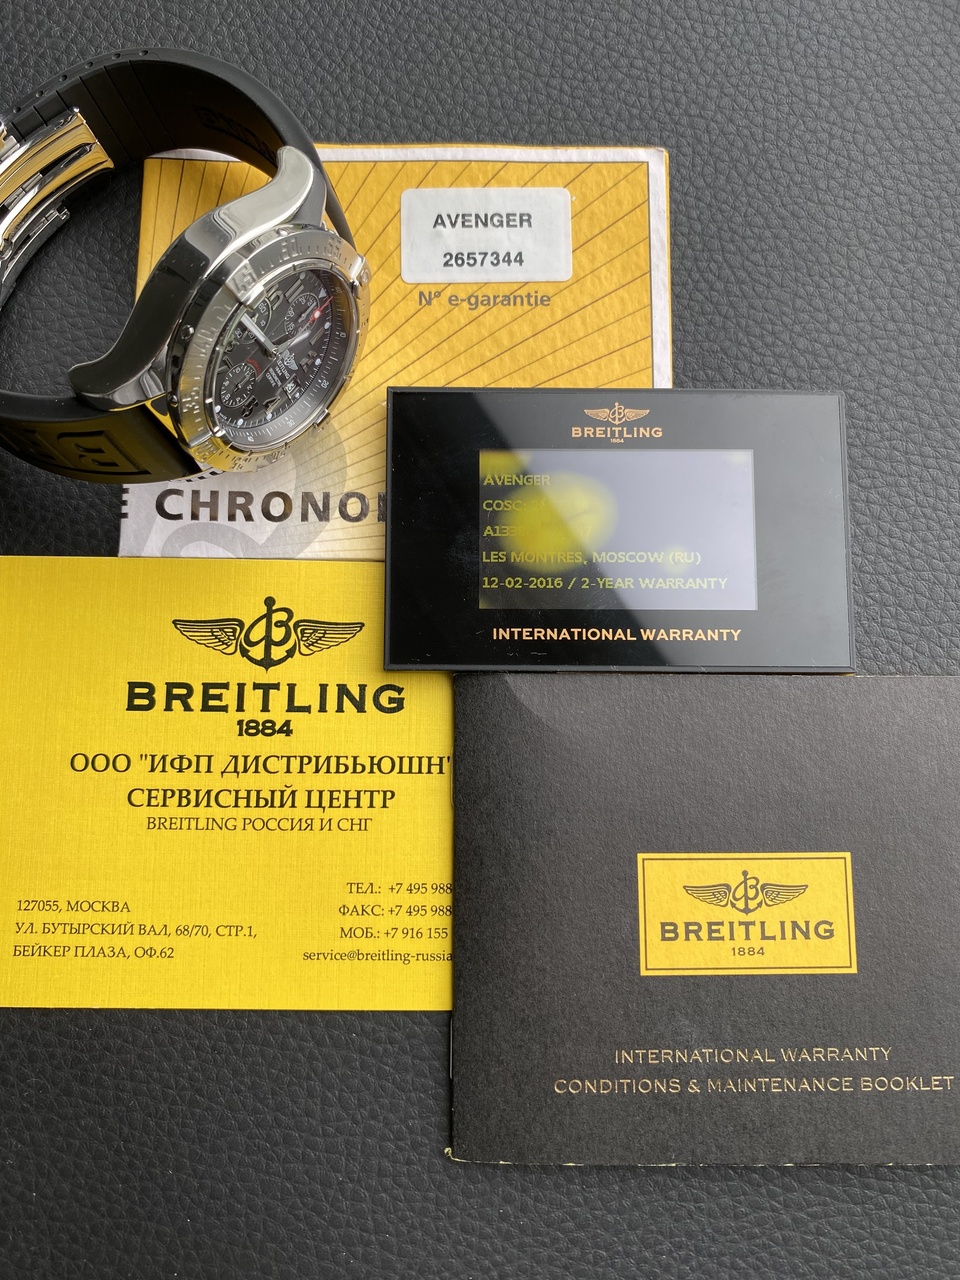 AVENGER
2657344
N° e-garantie
CHRONOM
BREITLING
1884
AVENGER
LES MONTRES, MOSCOW (RU)
12-02-2016 / 2-YEAR WARRANTY
INTERNATIONAL WARRANTY
BREITLING
1884
ООО "ИФП ДИСТРИБЬЮШН"
СЕРВИСНЫЙ ЦЕНТР
BREITLING РОССИЯ И СНГ
127055, МОСКВА
УЛ. БУТЫРСКИЙ ВАЛ, 68/70, СТР.1,
БЕЙКЕР ПЛАЗА, ОФ.62
ТЕЛ.: +7 495 988
ФАКС: +7 495 988
МОБ.: +7 916 155
service@breitling-russia
BREITLING
1884
INTERNATIONAL WARRANTY
CONDITIONS & MAINTENANCE BOOKLET